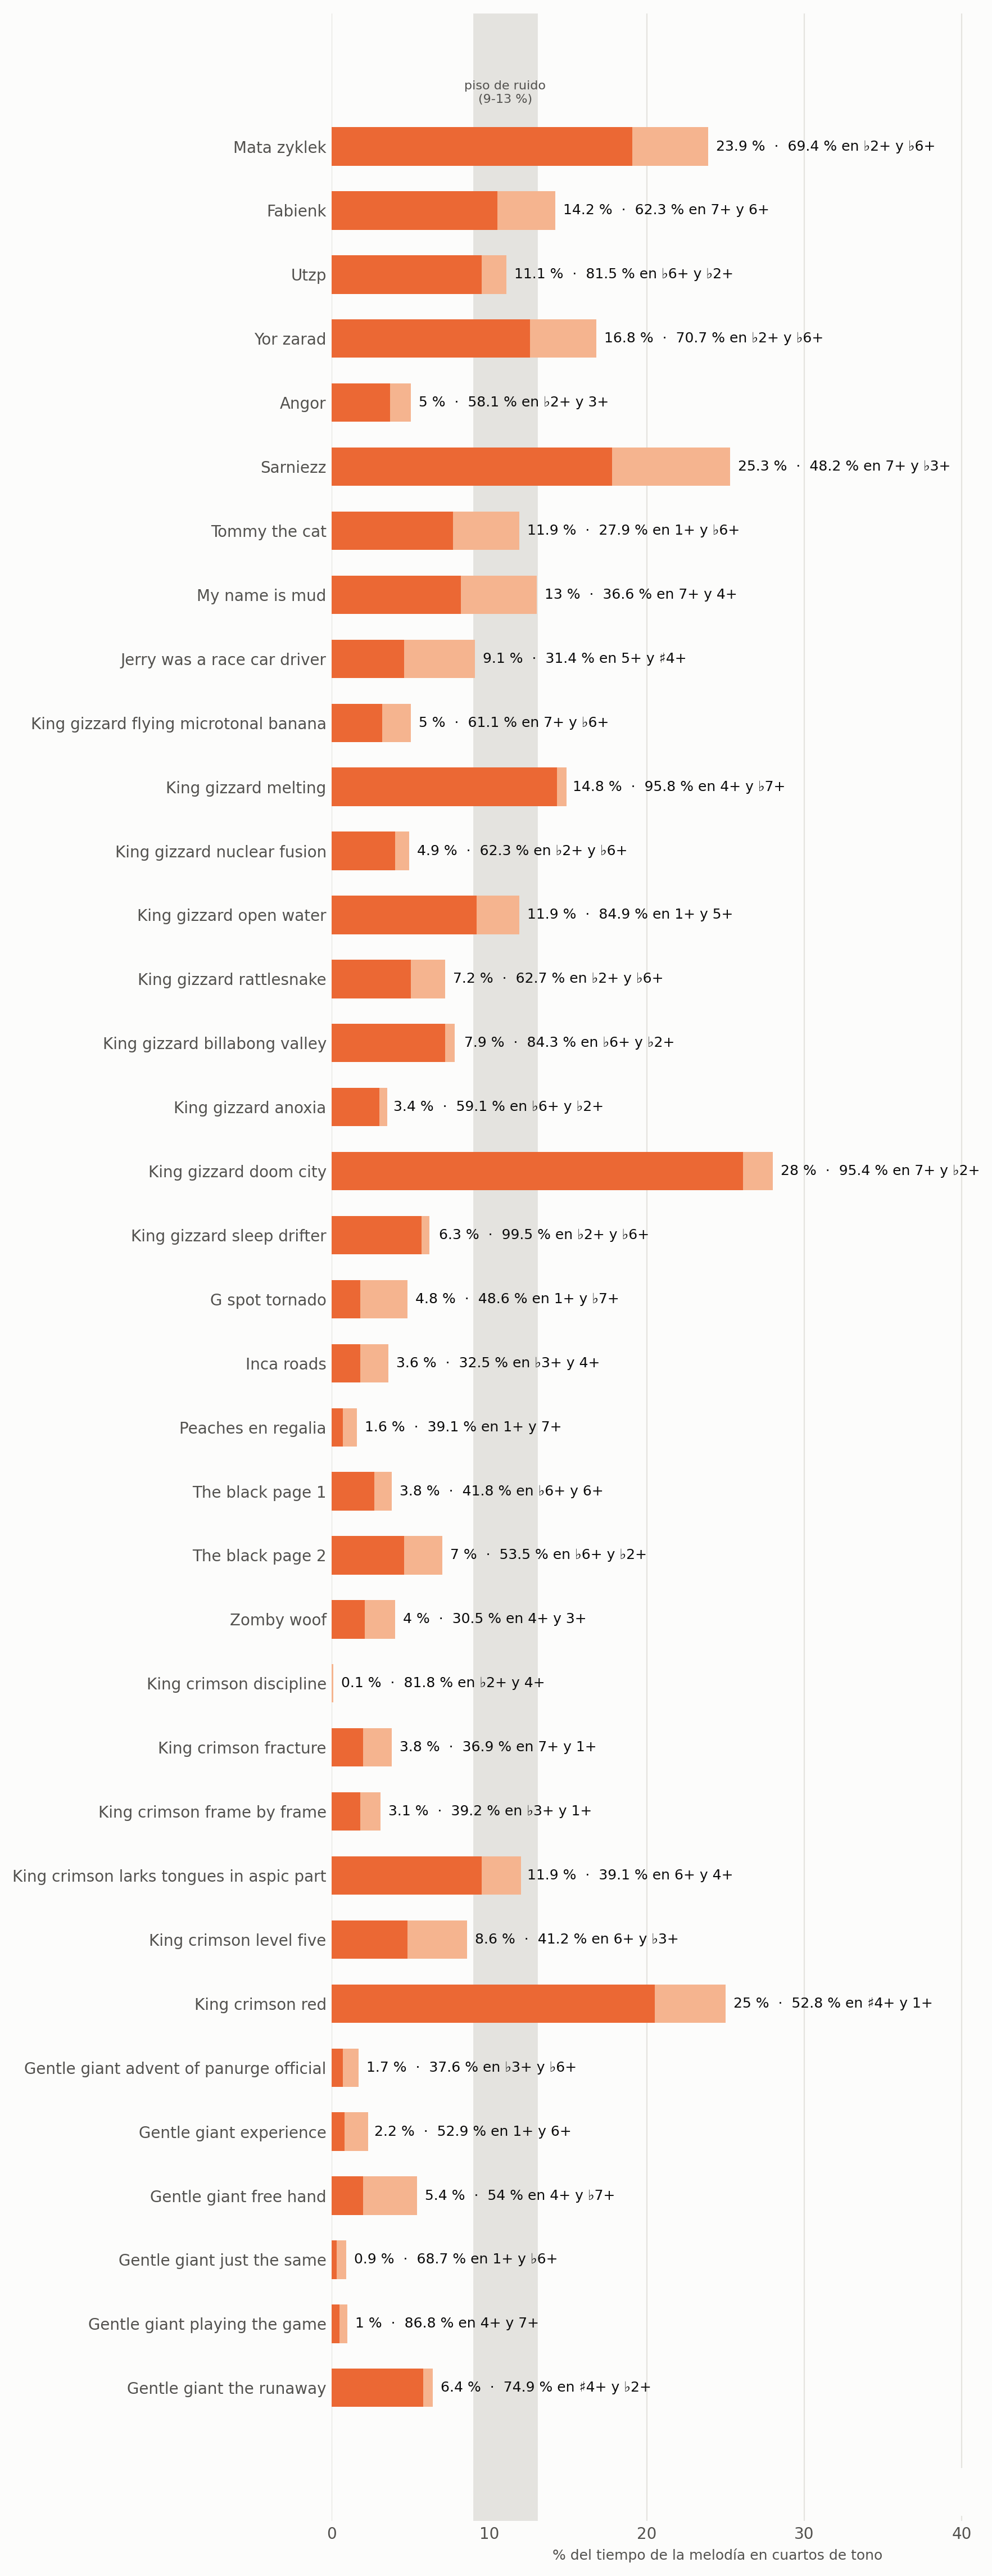 piso de ruido
(9-13 %)
Mata zyklek 23.9 % · 69.4 % en ♭2+ y ♭6+
Fabienk 14.2 % · 62.3 % en 7+ y 6+
Utzp 11.1 % · 81.5 % en ♭6+ y ♭2+
Yor zarad 16.8 % · 70.7 % en ♭2+ y ♭6+
Angor 5 % · 58.1 % en ♭2+ y 3+
Sarniezz 25.3 % · 48.2 % en 7+ y ♭3+
Tommy the cat 11.9 % · 27.9 % en 1+ y ♭6+
My name is mud 13 % · 36.6 % en 7+ y 4+
Jerry was a race car driver 9.1 % · 31.4 % en 5+ y ♯4+
King gizzard flying microtonal banana 5 % · 61.1 % en 7+ y ♭6+
King gizzard melting 14.8 % · 95.8 % en 4+ y ♭7+
King gizzard nuclear fusion 4.9 % · 62.3 % en ♭2+ y ♭6+
King gizzard open water 11.9 % · 84.9 % en 1+ y 5+
King gizzard rattlesnake 7.2 % · 62.7 % en ♭2+ y ♭6+
King gizzard billabong valley 7.9 % · 84.3 % en ♭6+ y ♭2+
King gizzard anoxia 3.4 % · 59.1 % en ♭6+ y ♭2+
King gizzard doom city 28 % · 95.4 % en 7+ y ♭2+
King gizzard sleep drifter 6.3 % · 99.5 % en ♭2+ y ♭6+
G spot tornado 4.8 % · 48.6 % en 1+ y ♭7+
Inca roads 3.6 % · 32.5 % en ♭3+ y 4+
Peaches en regalia 1.6 % · 39.1 % en 1+ y 7+
The black page 1 3.8 % · 41.8 % en ♭6+ y 6+
The black page 2 7 % · 53.5 % en ♭6+ y ♭2+
Zomby woof 4 % · 30.5 % en 4+ y 3+
King crimson discipline 0.1 % · 81.8 % en ♭2+ y 4+
King crimson fracture 3.8 % · 36.9 % en 7+ y 1+
King crimson frame by frame 3.1 % · 39.2 % en ♭3+ y 1+
King crimson larks tongues in aspic part 11.9 % · 39.1 % en 6+ y 4+
King crimson level five 8.6 % · 41.2 % en 6+ y ♭3+
King crimson red 25 % · 52.8 % en ♯4+ y 1+
Gentle giant advent of panurge official 1.7 % · 37.6 % en ♭3+ y ♭6+
Gentle giant experience 2.2 % · 52.9 % en 1+ y 6+
Gentle giant free hand 5.4 % · 54 % en 4+ y ♭7+
Gentle giant just the same 0.9 % · 68.7 % en 1+ y ♭6+
Gentle giant playing the game 1 % · 86.8 % en 4+ y 7+
Gentle giant the runaway 6.4 % · 74.9 % en ♯4+ y ♭2+
0 10 20 30 40
% del tiempo de la melodía en cuartos de tono